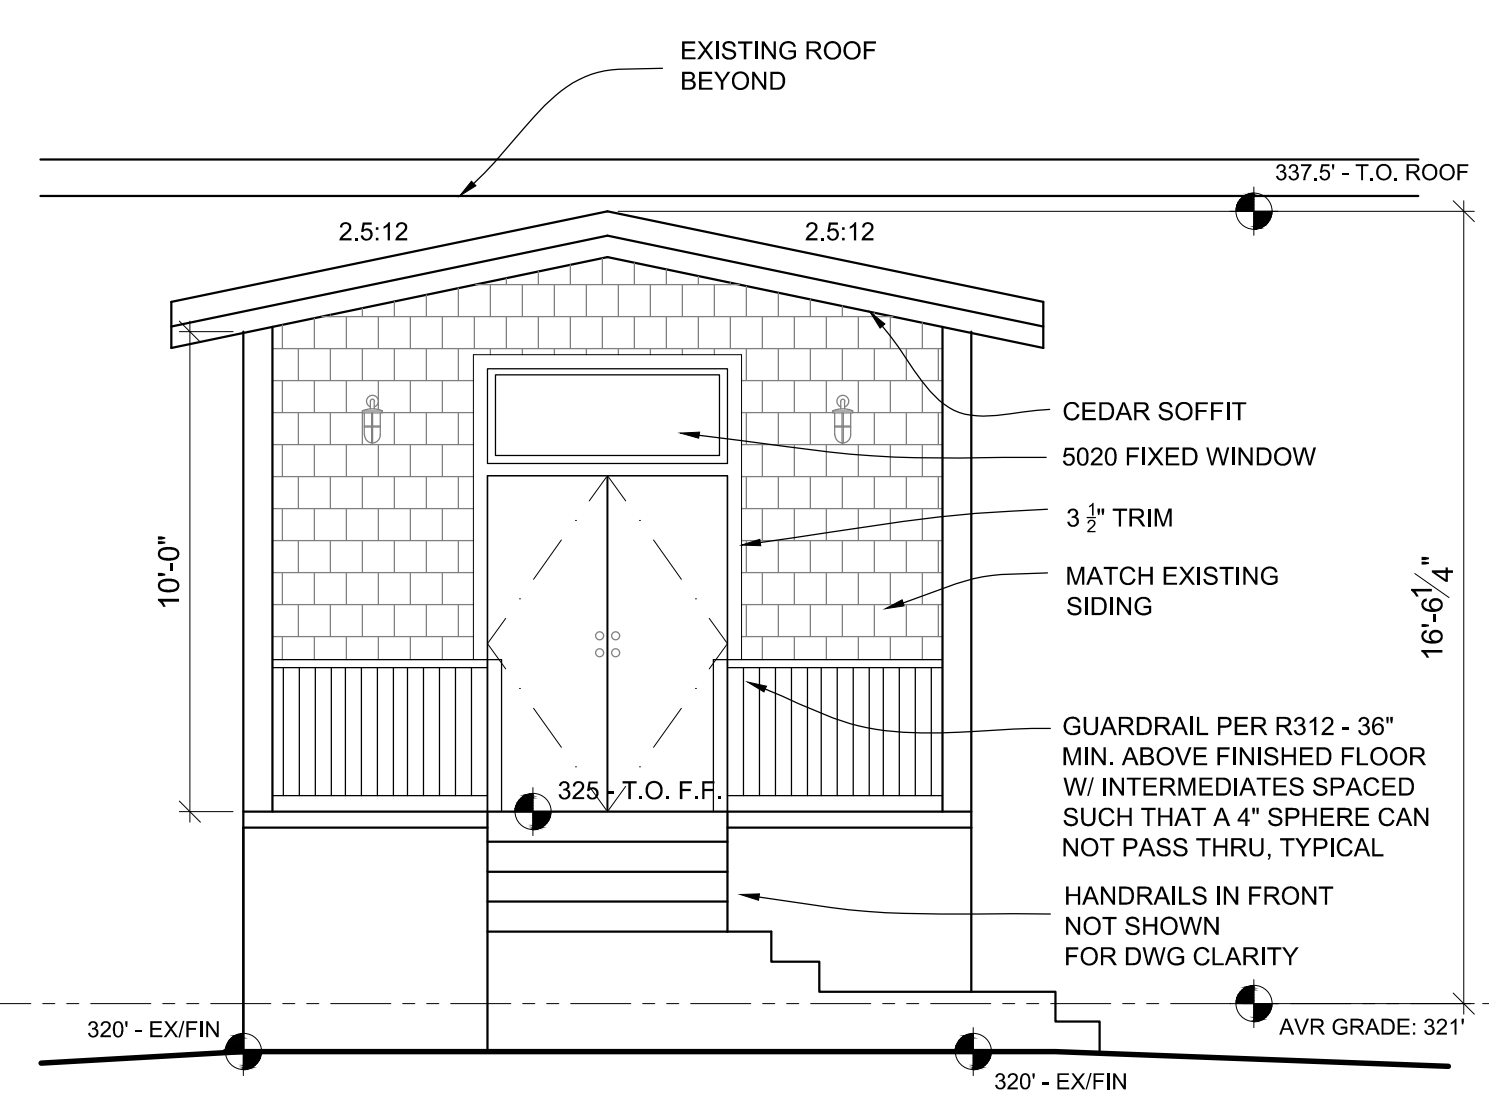 EXISTING ROOF
BEYOND
337.5' - T.O. ROOF
2.5:12
2.5:12
CEDAR SOFFIT
5020 FIXED WINDOW
3 1/2" TRIM
10'-0"
MATCH EXISTING
SIDING
16'-6 1/4"
GUARDRAIL PER R312 - 36"
MIN. ABOVE FINISHED FLOOR
W/ INTERMEDIATES SPACED
SUCH THAT A 4" SPHERE CAN
NOT PASS THRU, TYPICAL
325 - T.O. F.F.
HANDRAILS IN FRONT
NOT SHOWN
FOR DWG CLARITY
320' - EX/FIN
AVR GRADE: 321'
320' - EX/FIN